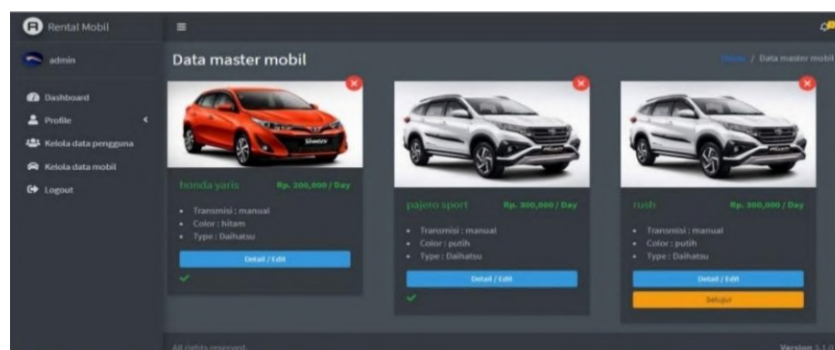 Rental Mobil
admin
Dashboard
Profile
Kelola data pengguna
Kelola data mobil
Logout
Data master mobil
/ Data master mobil
honda yaris Rp. 200,000 / Day
Transmisi : manual
Color : hitam
Type : Daihatsu
Detail / Edit
pajero sport Rp. 300,000 / Day
Transmisi : manual
Color : putih
Type : Daihatsu
Detail / Edit
rush Rp. 300,000 / Day
Transmisi : manual
Color : putih
Type : Daihatsu
Detail / Edit
Setujui
All rights reserved.
Version 3.1.0